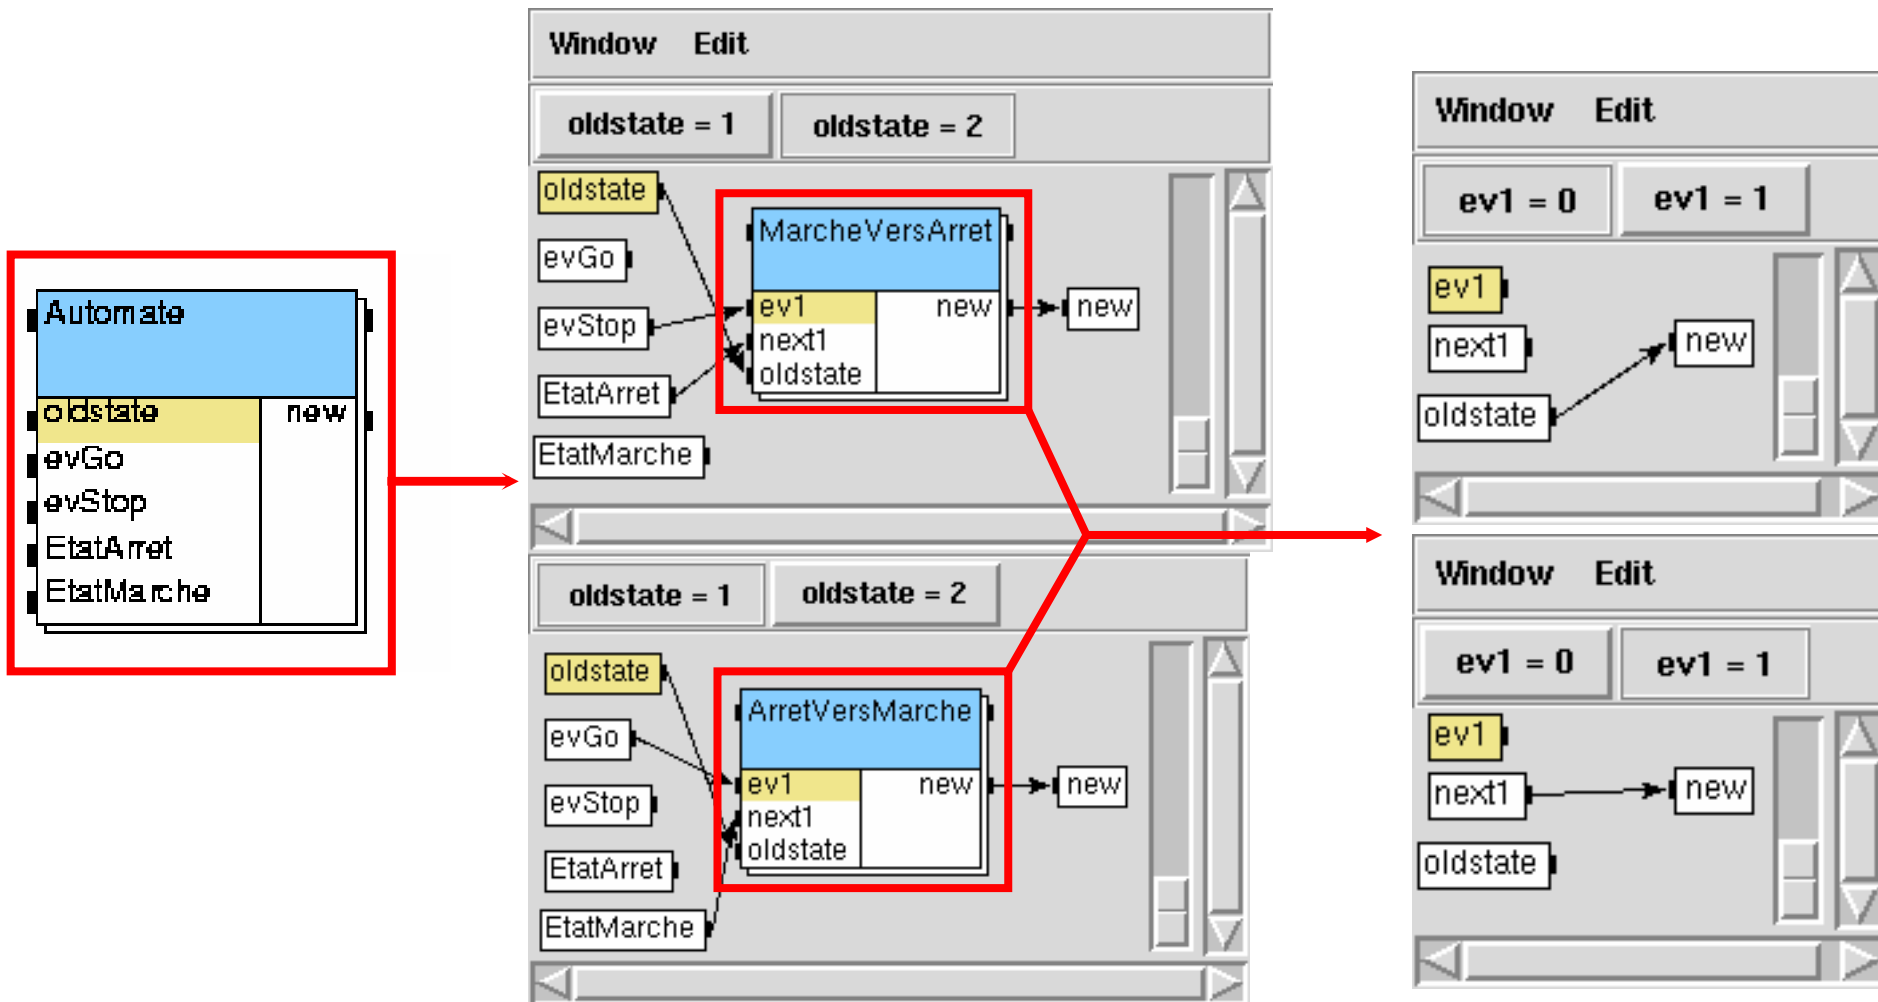 Automate
oldstate new
evGo
evStop
EtatArret
EtatMarche
Window Edit
oldstate = 1 oldstate = 2
oldstate
evGo
evStop
EtatArret
EtatMarche
MarcheVersArret
ev1 new
next1
oldstate
new
oldstate = 1 oldstate = 2
oldstate
evGo
evStop
EtatArret
EtatMarche
ArretVersMarche
ev1 new
next1
oldstate
new
Window Edit
ev1 = 0 ev1 = 1
ev1
next1
oldstate
new
Window Edit
ev1 = 0 ev1 = 1
ev1
next1
oldstate
new